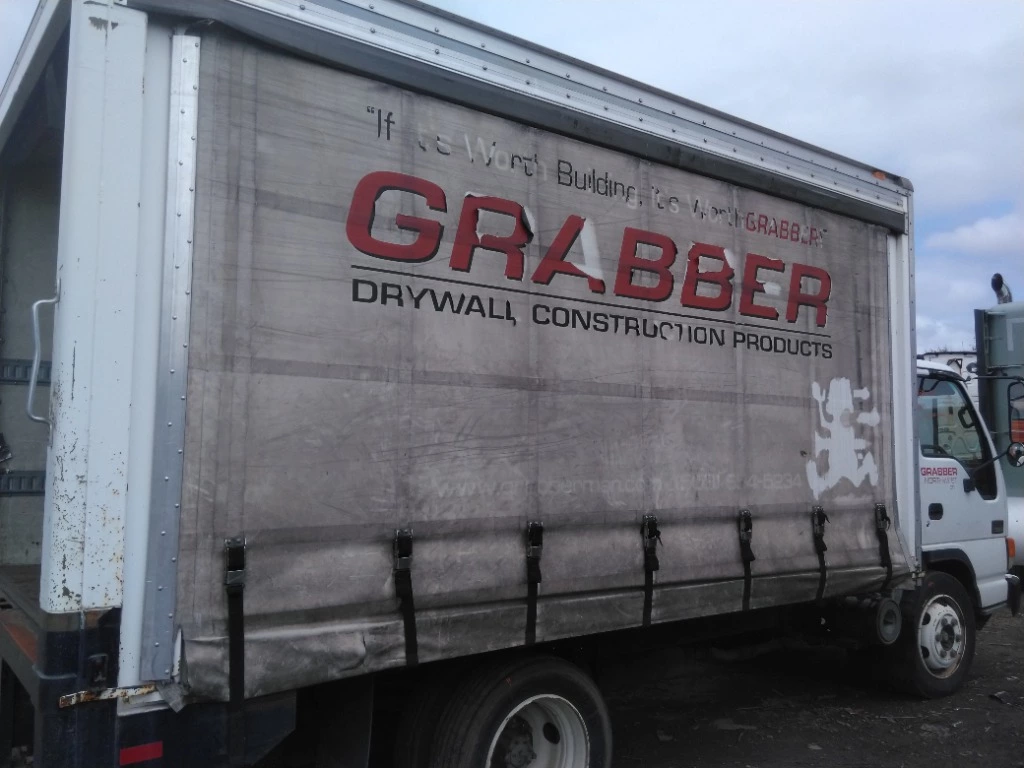 "If it's Worth Building, it's Worth GRABBER"
GRABBER
DRYWALL CONSTRUCTION PRODUCTS
GRABBER